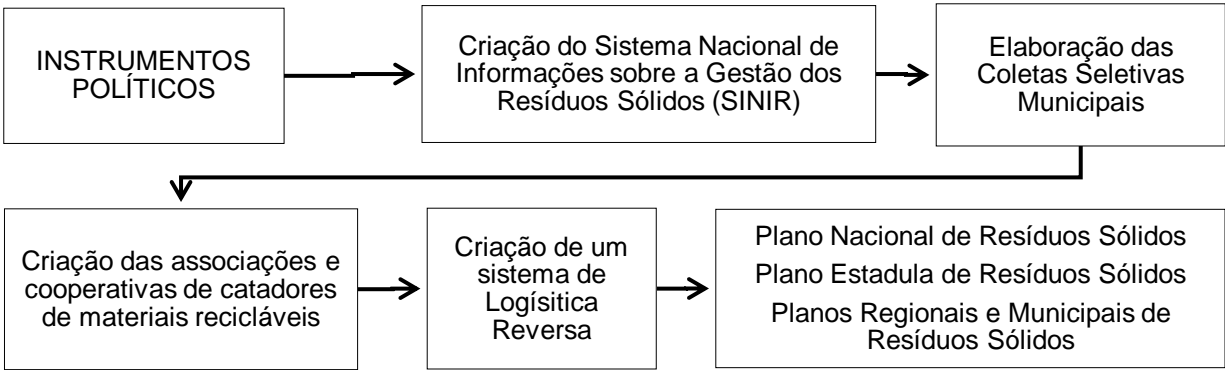 INSTRUMENTOS
POLÍTICOS
Criação do Sistema Nacional de
Informações sobre a Gestão dos
Resíduos Sólidos (SINIR)
Elaboração das
Coletas Seletivas
Municipais
Criação das associações e
cooperativas de catadores
de materiais recicláveis
Criação de um
sistema de
Logísitica
Reversa
Plano Nacional de Resíduos Sólidos
Plano Estadula de Resíduos Sólidos
Planos Regionais e Municipais de
Resíduos Sólidos